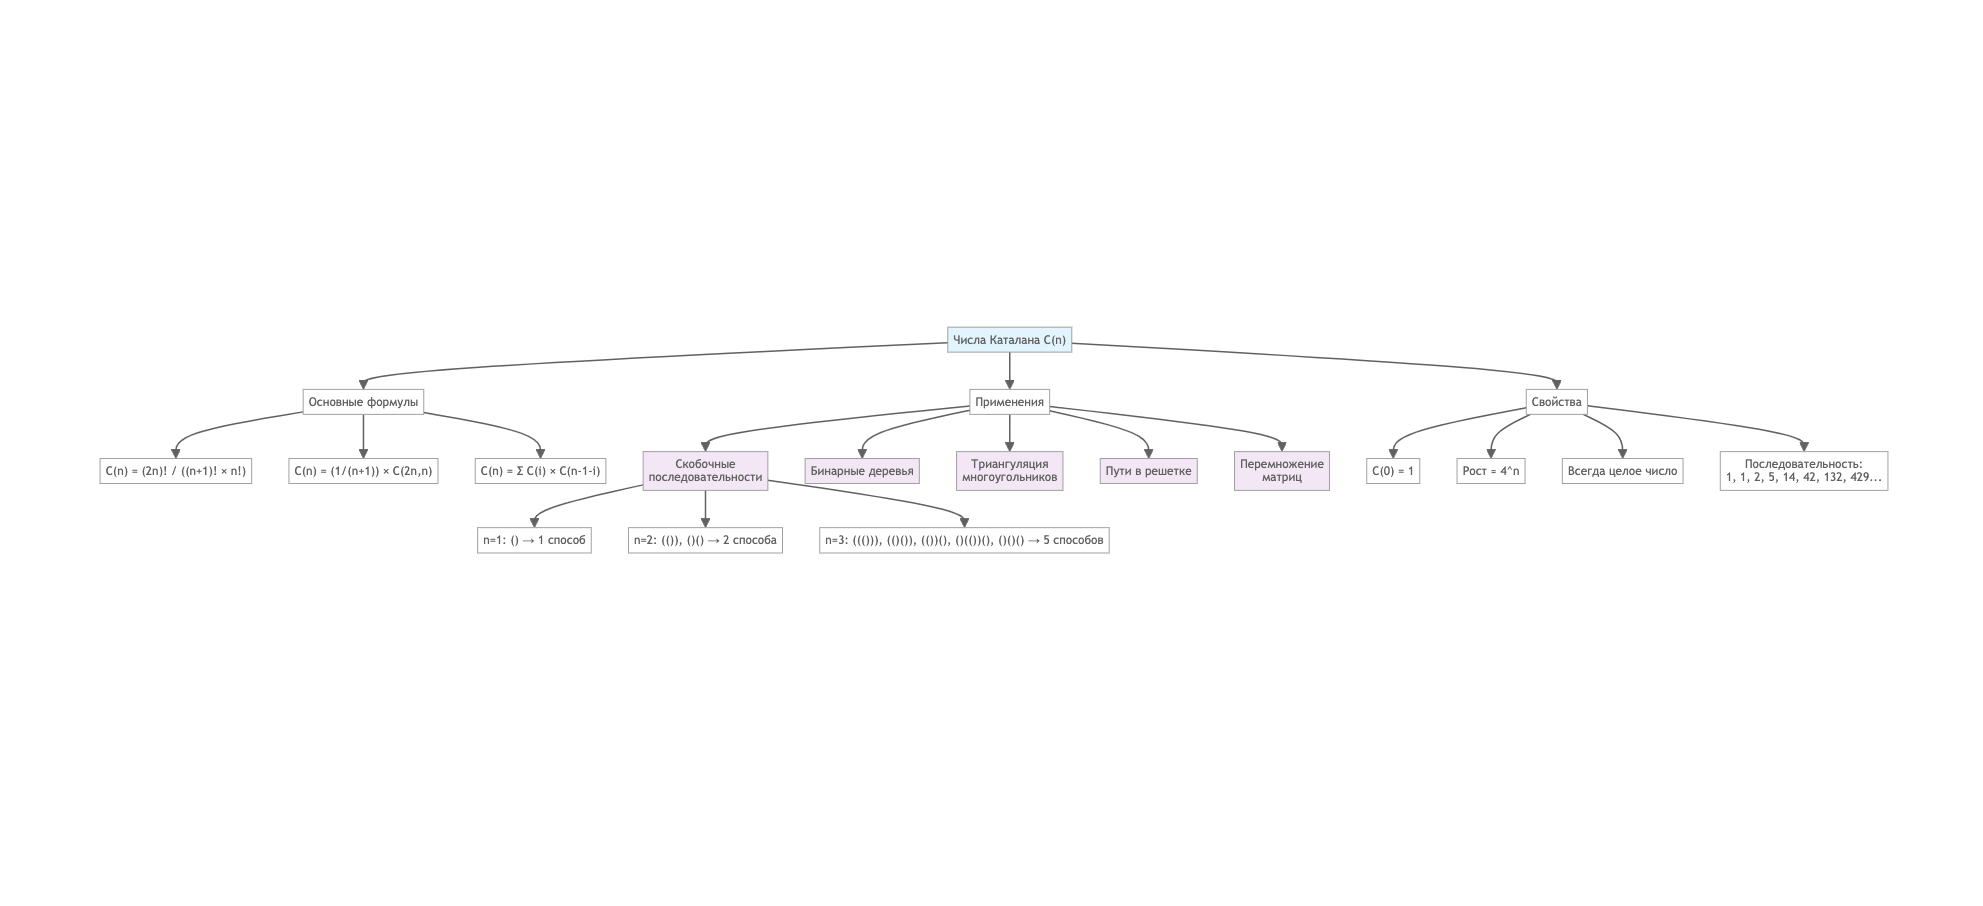 Числа Каталана C(n)
Основные формулы
Применения
Свойства
C(n) = (2n)! / ((n+1)! × n!)
C(n) = (1/(n+1)) × C(2n,n)
C(n) = Σ C(i) × C(n-1-i)
Скобочные
последовательности
Бинарные деревья
Триангуляция
многоугольников
Пути в решетке
Перемножение
матриц
C(0) = 1
Рост ≈ 4^n
Всегда целое число
Последовательность:
1, 1, 2, 5, 14, 42, 132, 429...
n=1: () → 1 способ
n=2: (()), ()() → 2 способа
n=3: ((())), (()()), (())(), ()(())(), ()()() → 5 способов